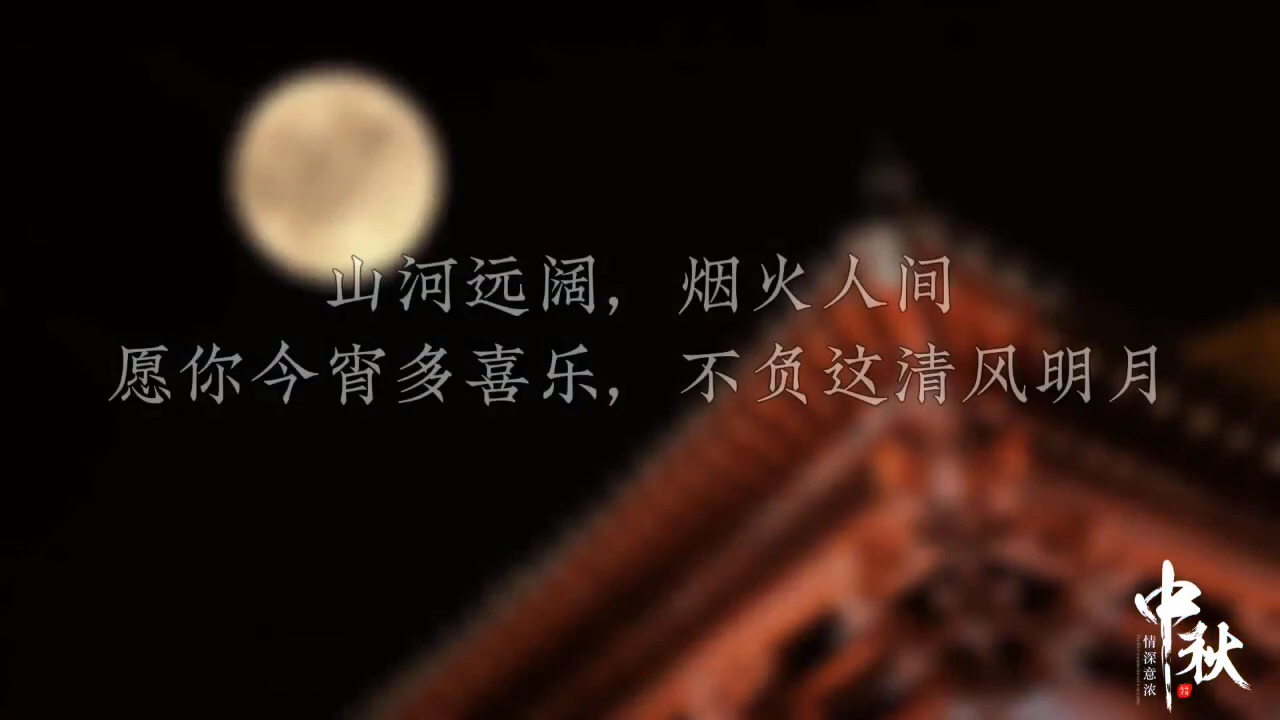 山河远阔，烟火人间
愿你今宵多喜乐，不负这清风明月
中秋
情深意浓